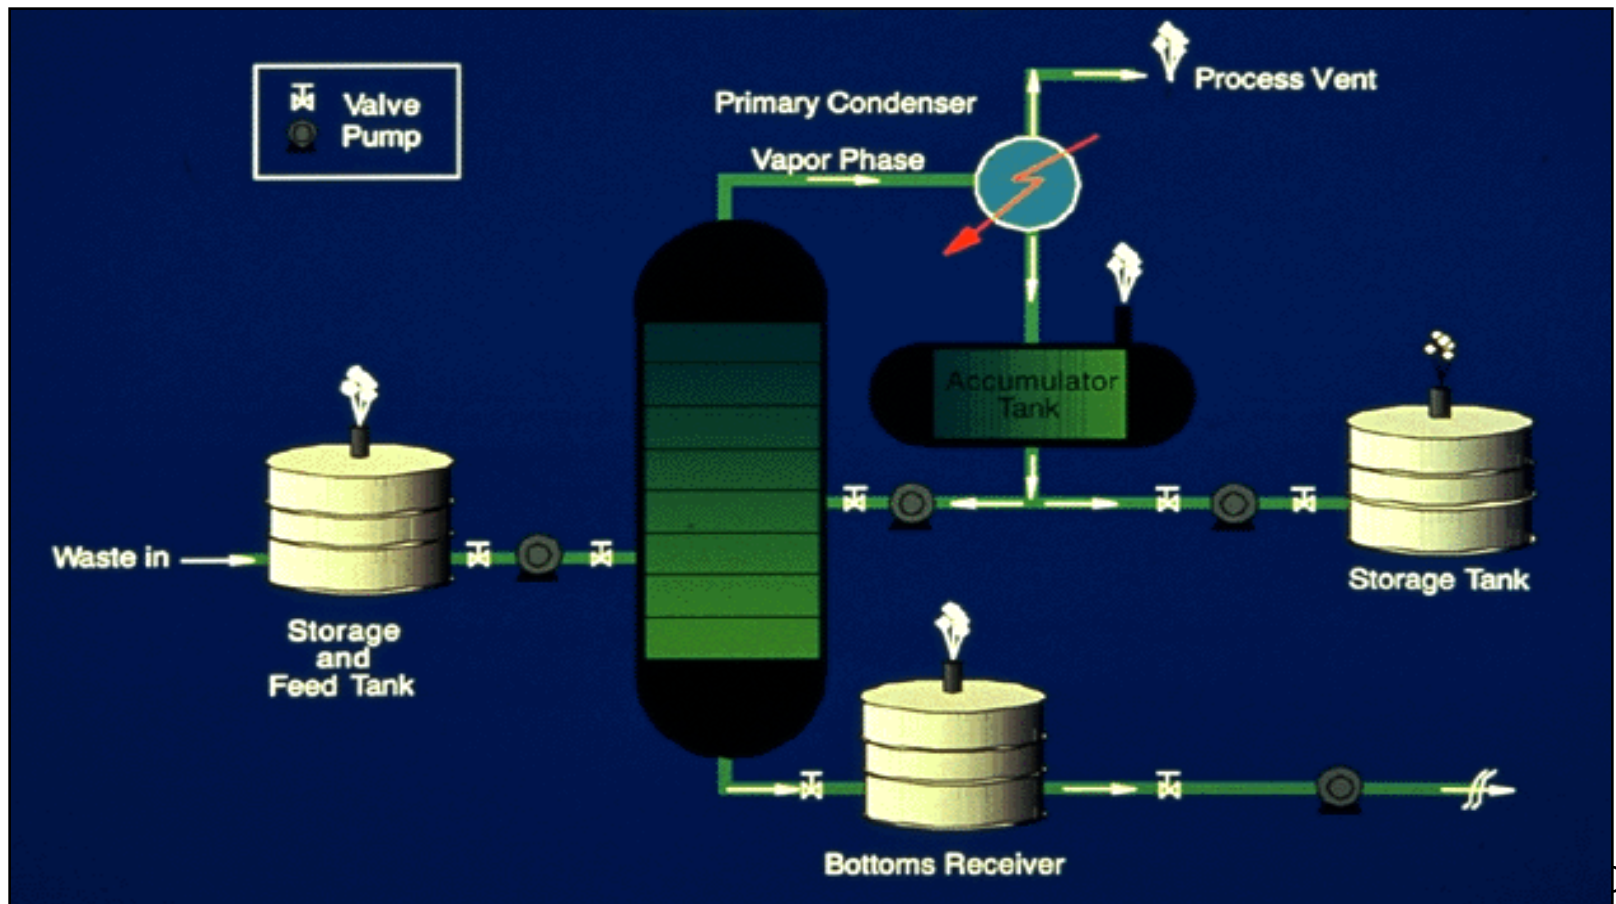 Valve
Pump
Primary Condenser
Vapor Phase
Process Vent
Accumulator
Tank
Waste in
Storage
and
Feed Tank
Storage Tank
Bottoms Receiver